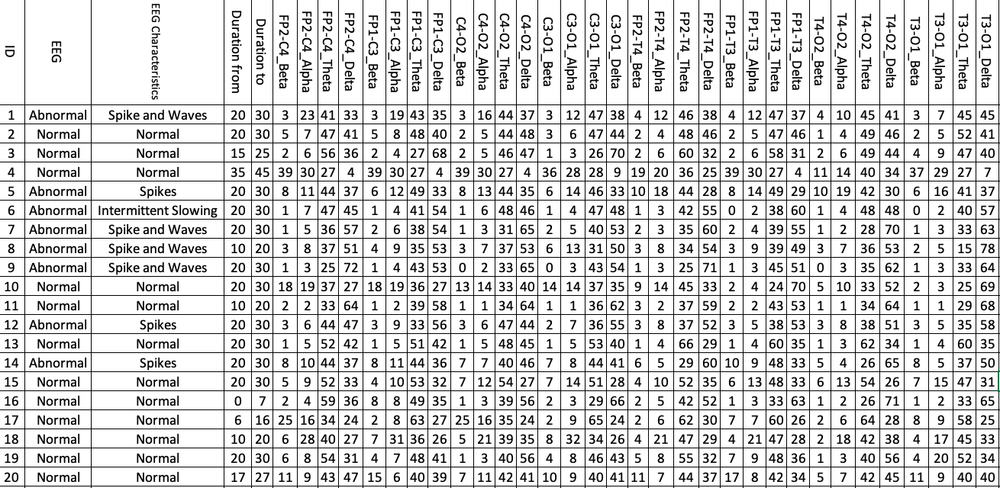 ID EEG EEG Characteristics Duration from Duration to FP2-C4_Beta FP2-C4_Alpha FP2-C4_Theta FP2-C4_Delta FP1-C3_Beta FP1-C3_Alpha FP1-C3_Theta FP1-C3_Delta C4-O2_Beta C4-O2_Alpha C4-O2_Theta C4-O2_Delta C3-O1_Beta C3-O1_Alpha C3-O1_Theta C3-O1_Delta FP2-T4_Beta FP2-T4_Alpha FP2-T4_Theta FP2-T4_Delta FP1-T3_Beta FP1-T3_Alpha FP1-T3_Theta FP1-T3_Delta T4-O2_Beta T4-O2_Alpha T4-O2_Theta T4-O2_Delta T3-O1_Beta T3-O1_Alpha T3-O1_Theta T3-O1_Delta
1 Abnormal Spike and Waves 20 30 3 23 41 33 3 19 43 35 3 16 44 37 3 12 47 38 4 12 46 38 4 12 47 37 4 10 45 41 3 7 45 45
2 Normal Normal 20 30 5 7 47 41 5 8 48 40 2 5 44 48 3 6 47 44 2 4 48 46 2 5 47 46 1 4 49 46 2 5 52 41
3 Normal Normal 15 25 2 6 56 36 2 4 27 68 2 5 46 47 1 3 26 70 2 6 60 32 2 6 58 31 2 6 49 44 4 9 47 40
4 Normal Normal 35 45 39 30 27 4 39 30 27 4 39 30 27 4 36 28 28 9 19 20 36 25 39 30 27 4 11 14 40 34 37 29 27 7
5 Abnormal Spikes 20 30 8 11 44 37 6 12 49 33 8 13 44 35 6 14 46 33 10 18 44 28 8 14 49 29 10 19 42 30 6 16 41 37
6 Abnormal Intermittent Slowing 20 30 1 7 47 45 1 4 41 54 1 6 48 46 1 4 47 48 1 3 42 55 0 2 38 60 1 4 48 48 0 2 40 57
7 Abnormal Spike and Waves 20 30 1 5 36 57 2 6 38 54 1 3 31 65 2 5 40 53 2 3 35 60 2 4 39 55 1 2 28 70 1 3 33 63
8 Abnormal Spike and Waves 10 20 3 8 37 51 4 9 35 53 3 7 37 53 6 13 31 50 3 8 34 54 3 9 39 49 3 7 36 53 2 5 15 78
9 Abnormal Spike and Waves 20 30 1 3 25 72 1 4 43 53 0 2 33 65 0 3 43 54 1 3 25 71 1 3 45 51 0 3 35 62 1 3 33 64
10 Normal Normal 20 30 18 19 37 27 18 19 36 27 13 14 33 40 14 14 37 35 9 14 45 33 2 4 24 70 5 10 33 52 2 3 25 69
11 Normal Normal 10 20 2 2 33 64 1 2 39 58 1 1 34 64 1 1 36 62 3 2 37 59 2 2 43 53 1 1 34 64 1 1 29 68
12 Abnormal Spikes 20 30 3 6 44 47 3 9 33 56 3 6 47 44 2 7 36 55 3 8 37 52 3 5 38 53 3 8 38 51 3 5 35 58
13 Normal Normal 20 30 1 5 52 42 1 5 51 42 1 5 48 45 1 5 53 40 1 4 66 29 1 4 60 35 1 3 62 34 1 4 60 35
14 Abnormal Spikes 20 30 8 10 44 37 8 11 44 36 7 7 40 46 7 8 44 41 6 5 29 60 10 9 48 33 5 4 26 65 8 5 37 50
15 Normal Normal 20 30 5 9 52 33 4 10 53 32 7 12 54 27 7 14 51 28 4 10 52 35 6 13 48 33 6 13 54 26 7 15 47 31
16 Normal Normal 0 7 2 4 59 36 8 8 49 35 1 3 39 56 2 3 29 66 2 5 42 52 1 3 33 63 1 2 26 71 1 2 33 65
17 Normal Normal 6 16 25 16 34 24 2 8 63 27 25 16 35 24 2 9 65 24 2 6 62 30 7 7 60 26 2 6 64 28 8 9 58 25
18 Normal Normal 10 20 6 28 40 27 7 31 36 26 5 21 39 35 8 32 34 26 4 21 47 29 4 21 47 28 2 18 42 38 4 17 45 33
19 Normal Normal 20 30 6 8 54 31 4 7 48 41 1 3 40 56 4 8 46 43 5 8 55 32 7 9 48 36 1 3 40 56 4 20 52 34
20 Normal Normal 17 27 11 9 43 47 15 6 40 39 7 11 42 41 10 9 40 41 11 7 44 37 17 8 42 34 5 7 42 45 11 9 40 40